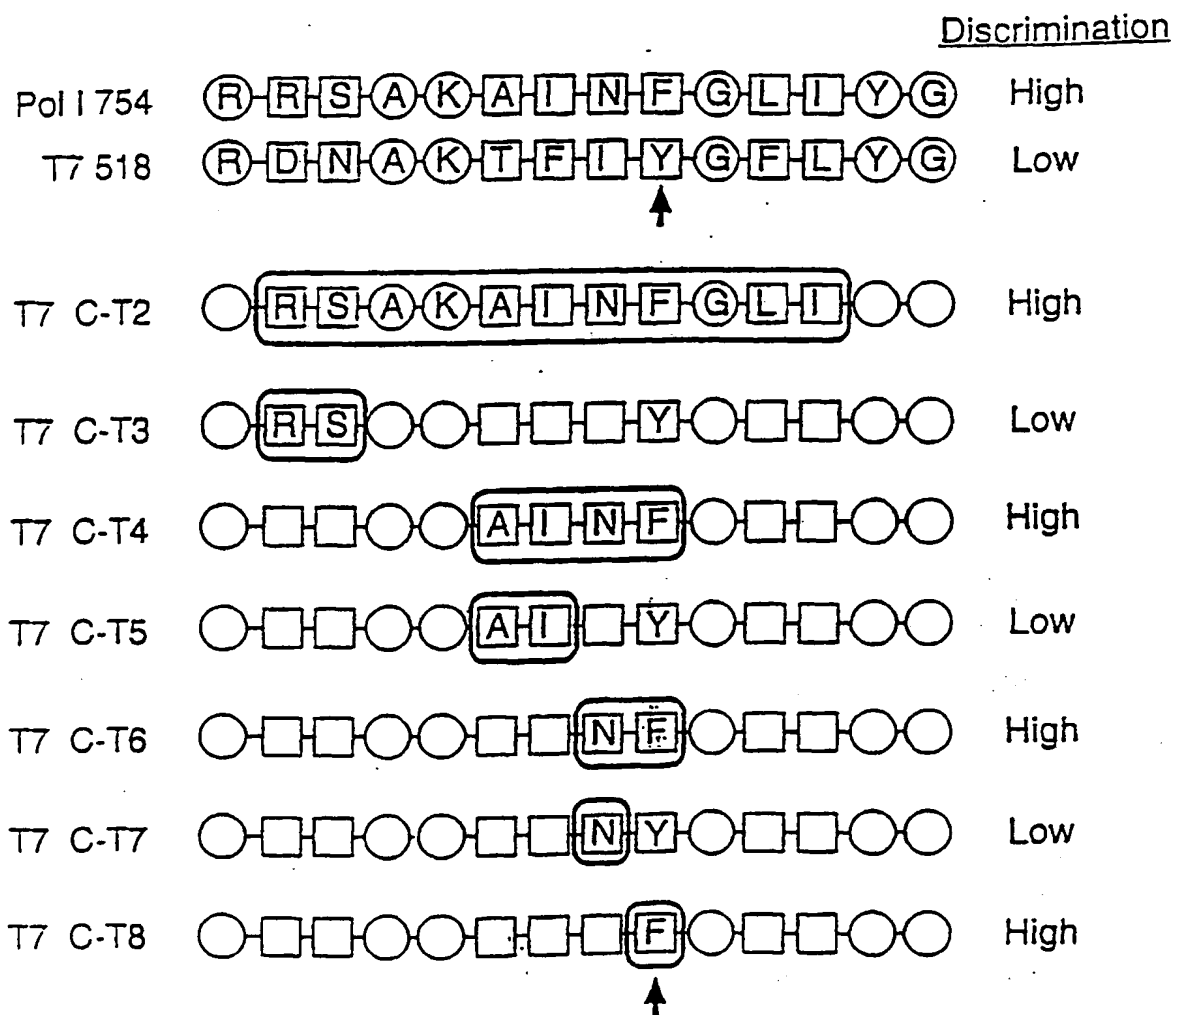 Discrimination
Pol I 754 R R S A K A I N F G L I Y G High
T7 518 R D N A K T F I Y G F L Y G Low
T7 C-T2 R S A K A I N F G L I High
T7 C-T3 R S Y Low
T7 C-T4 A I N F High
T7 C-T5 A I Y Low
T7 C-T6 N F High
T7 C-T7 N Y Low
T7 C-T8 F High